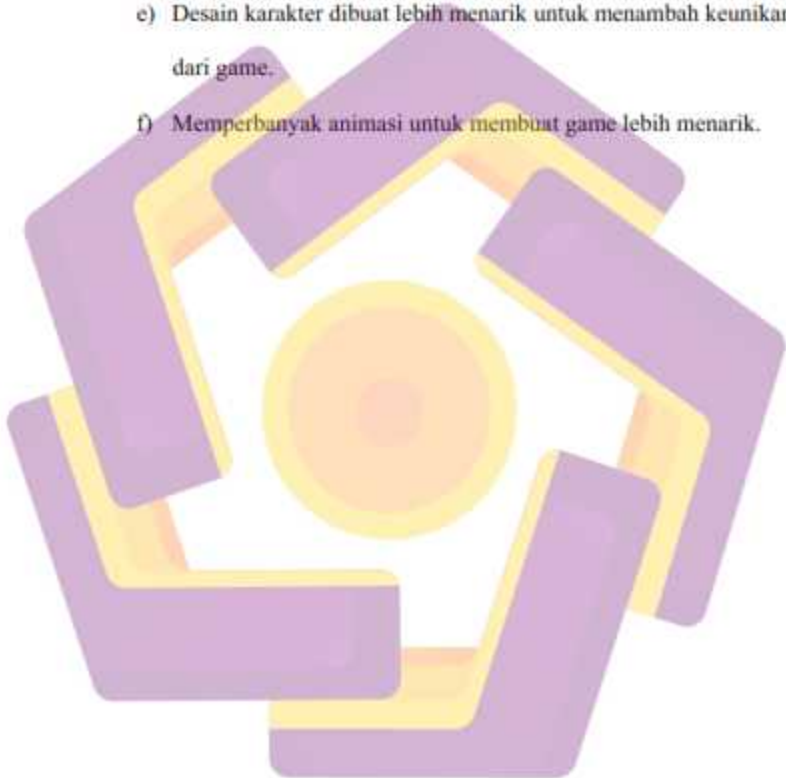 e) Desain karakter dibuat lebih menarik untuk menambah keunikan
dari game.
f) Memperbanyak animasi untuk membuat game lebih menarik.